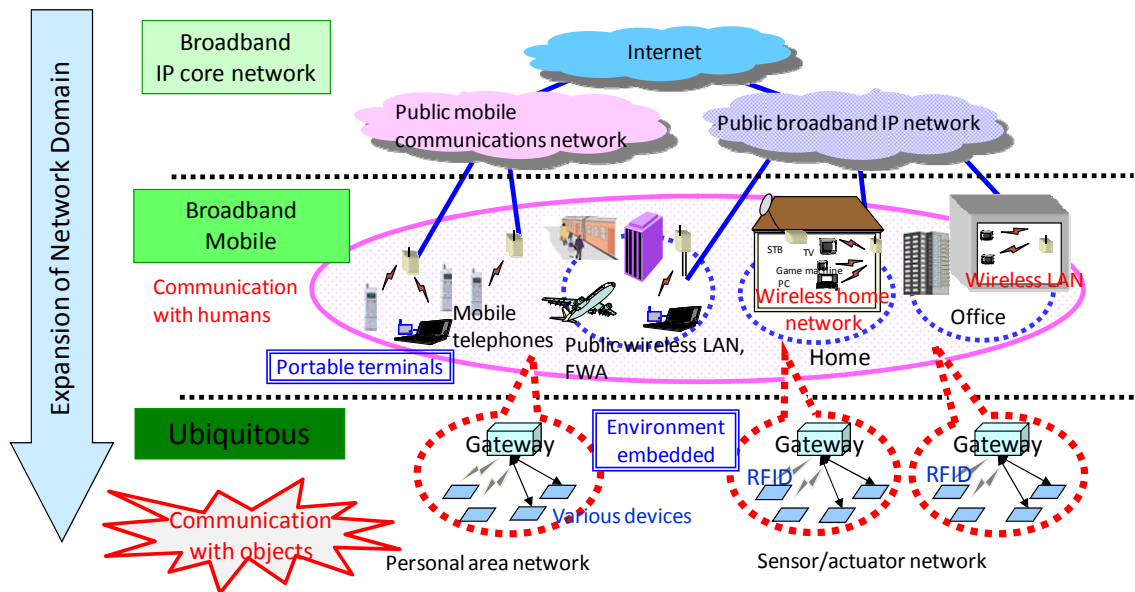 Expansion of Network Domain
Broadband
IP core network
Internet
Public mobile
communications network
Public broadband IP network
Broadband
Mobile
Communication
with humans
Mobile
telephones
Portable terminals
Public wireless LAN,
FWA
STB
TV
Game machine
PC
Wireless home
network
Home
Wireless LAN
Office
Ubiquitous
Communication
with objects
Gateway
Various devices
Personal area network
Environment
embedded
Gateway
RFID
Gateway
RFID
Sensor/actuator network